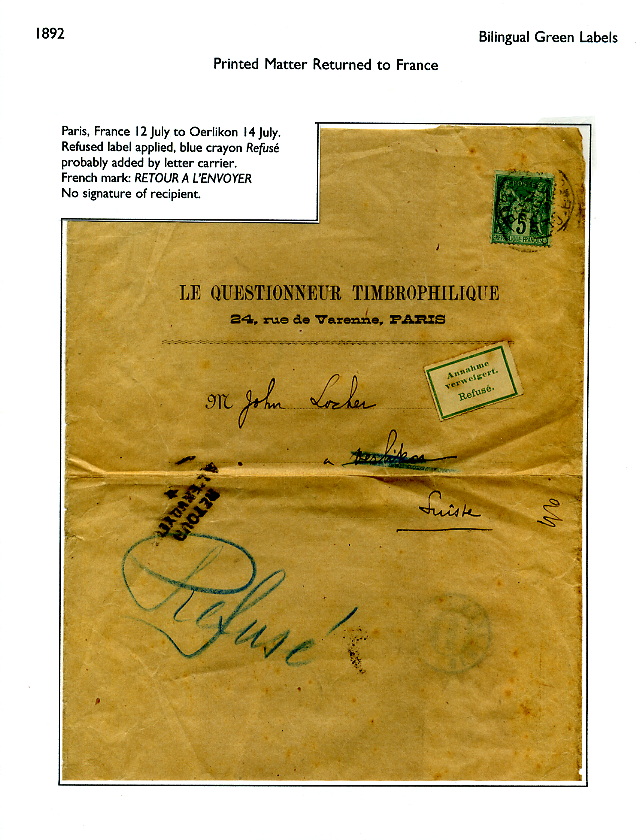 1892
Bilingual Green Labels
Printed Matter Returned to France
Paris, France 12 July to Oerlikon 14 July.
Refused label applied, blue crayon Refusé
probably added by letter carrier.
French mark: RETOUR A L'ENVOYER
No signature of recipient.
5
LE QUESTIONNEUR TIMBROPHILIQUE
24, rue de Varenne, PARIS
Annahme
verweigert.
Refusé.
M John Locher
a Oerlikon
Suisse
RETOUR
A L'ENVOYER
Refusé